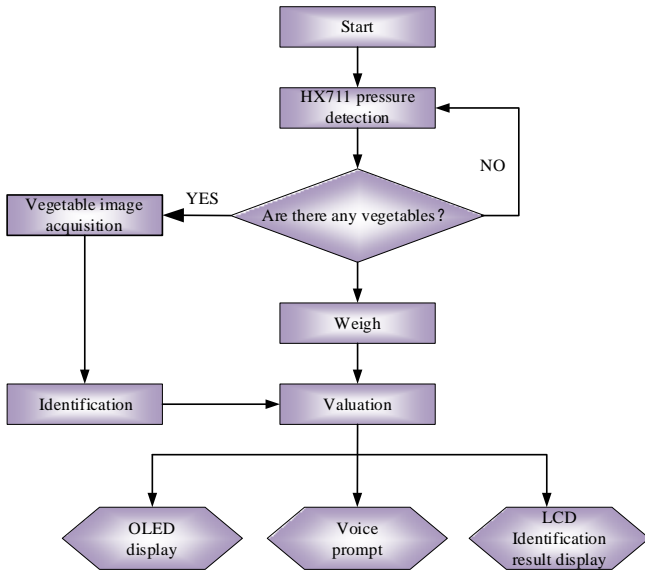 Start
HX711 pressure
detection
NO
YES
Vegetable image
acquisition
Are there any vegetables?
Weigh
Identification
Valuation
OLED
display
Voice
prompt
LCD
Identification
result display